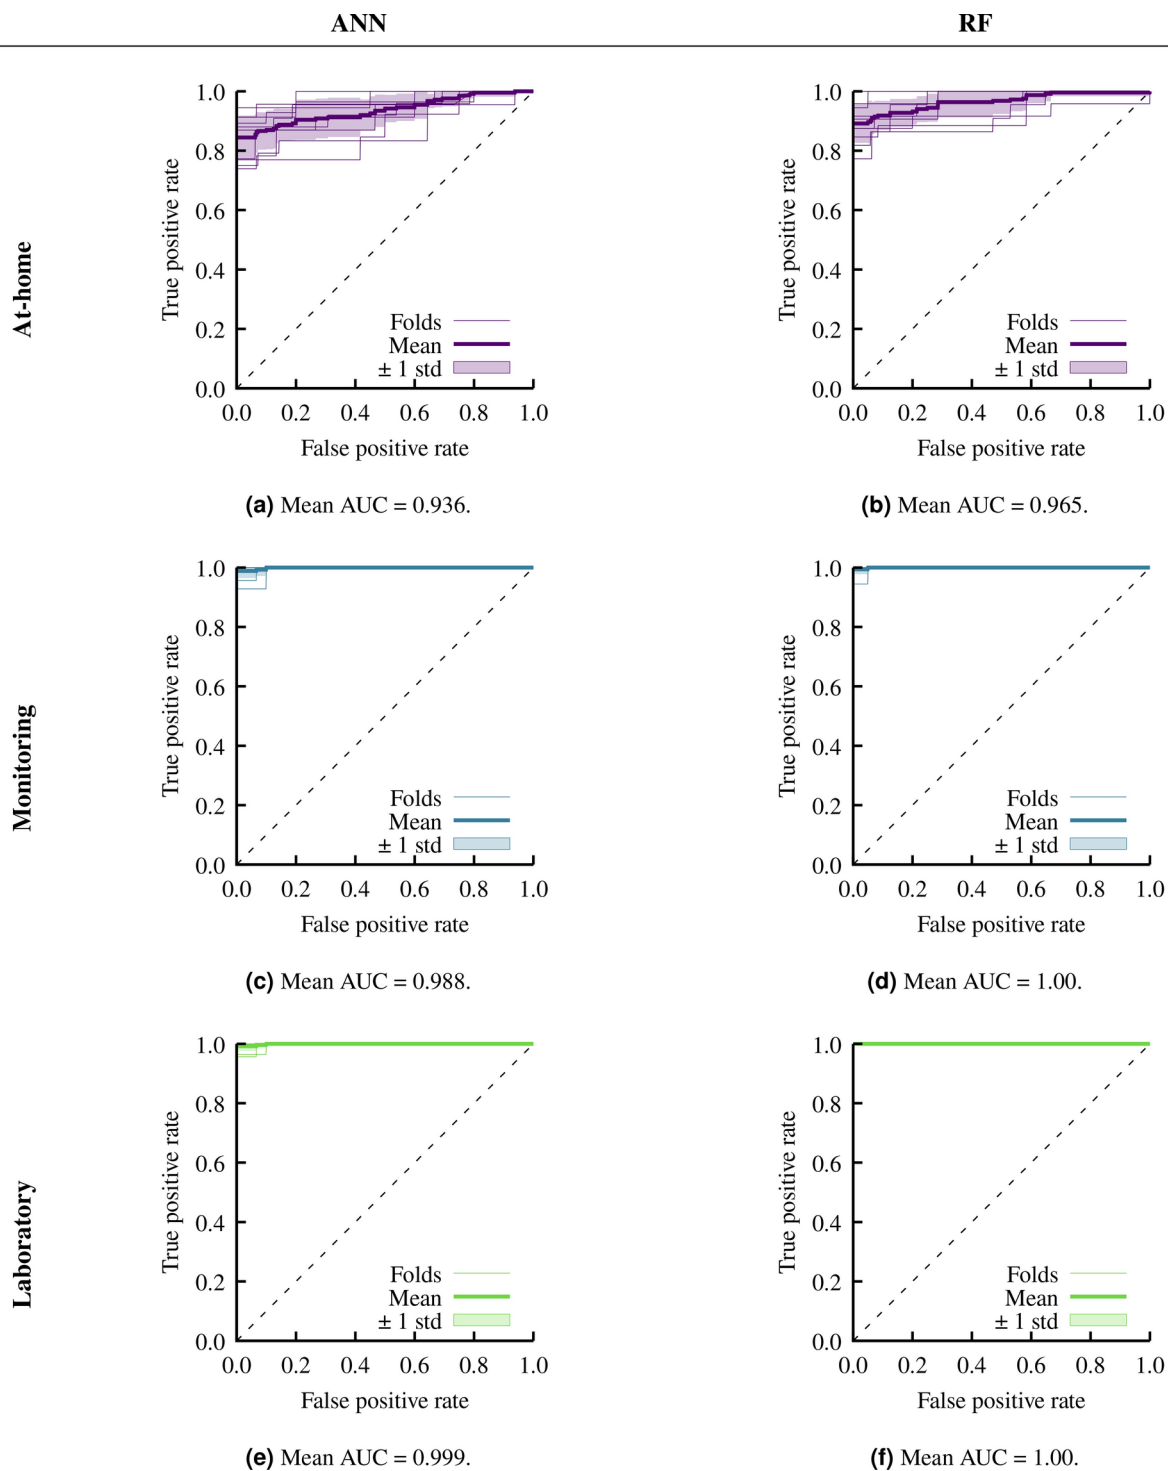 ANN
RF
At-home
1.0
0.8
0.6
0.4
0.2
0.0
True positive rate
Folds
Mean
± 1 std
0.0 0.2 0.4 0.6 0.8 1.0
False positive rate
(a) Mean AUC = 0.936.
1.0
0.8
0.6
0.4
0.2
0.0
True positive rate
Folds
Mean
± 1 std
0.0 0.2 0.4 0.6 0.8 1.0
False positive rate
(b) Mean AUC = 0.965.
Monitoring
1.0
0.8
0.6
0.4
0.2
0.0
True positive rate
Folds
Mean
± 1 std
0.0 0.2 0.4 0.6 0.8 1.0
False positive rate
(c) Mean AUC = 0.988.
1.0
0.8
0.6
0.4
0.2
0.0
True positive rate
Folds
Mean
± 1 std
0.0 0.2 0.4 0.6 0.8 1.0
False positive rate
(d) Mean AUC = 1.00.
Laboratory
1.0
0.8
0.6
0.4
0.2
0.0
True positive rate
Folds
Mean
± 1 std
0.0 0.2 0.4 0.6 0.8 1.0
False positive rate
(e) Mean AUC = 0.999.
1.0
0.8
0.6
0.4
0.2
0.0
True positive rate
Folds
Mean
± 1 std
0.0 0.2 0.4 0.6 0.8 1.0
False positive rate
(f) Mean AUC = 1.00.